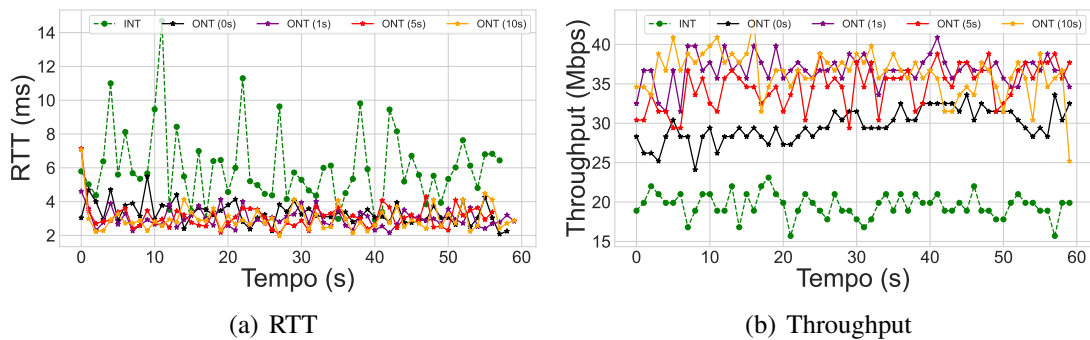 INT ONT (0s) ONT (1s) ONT (5s) ONT (10s)
14
12
10
8
6
4
2
RTT (ms)
0 10 20 30 40 50 60
Tempo (s)
(a) RTT
INT ONT (0s) ONT (1s) ONT (5s) ONT (10s)
40
35
30
25
20
15
Throughput (Mbps)
0 10 20 30 40 50 60
Tempo (s)
(b) Throughput